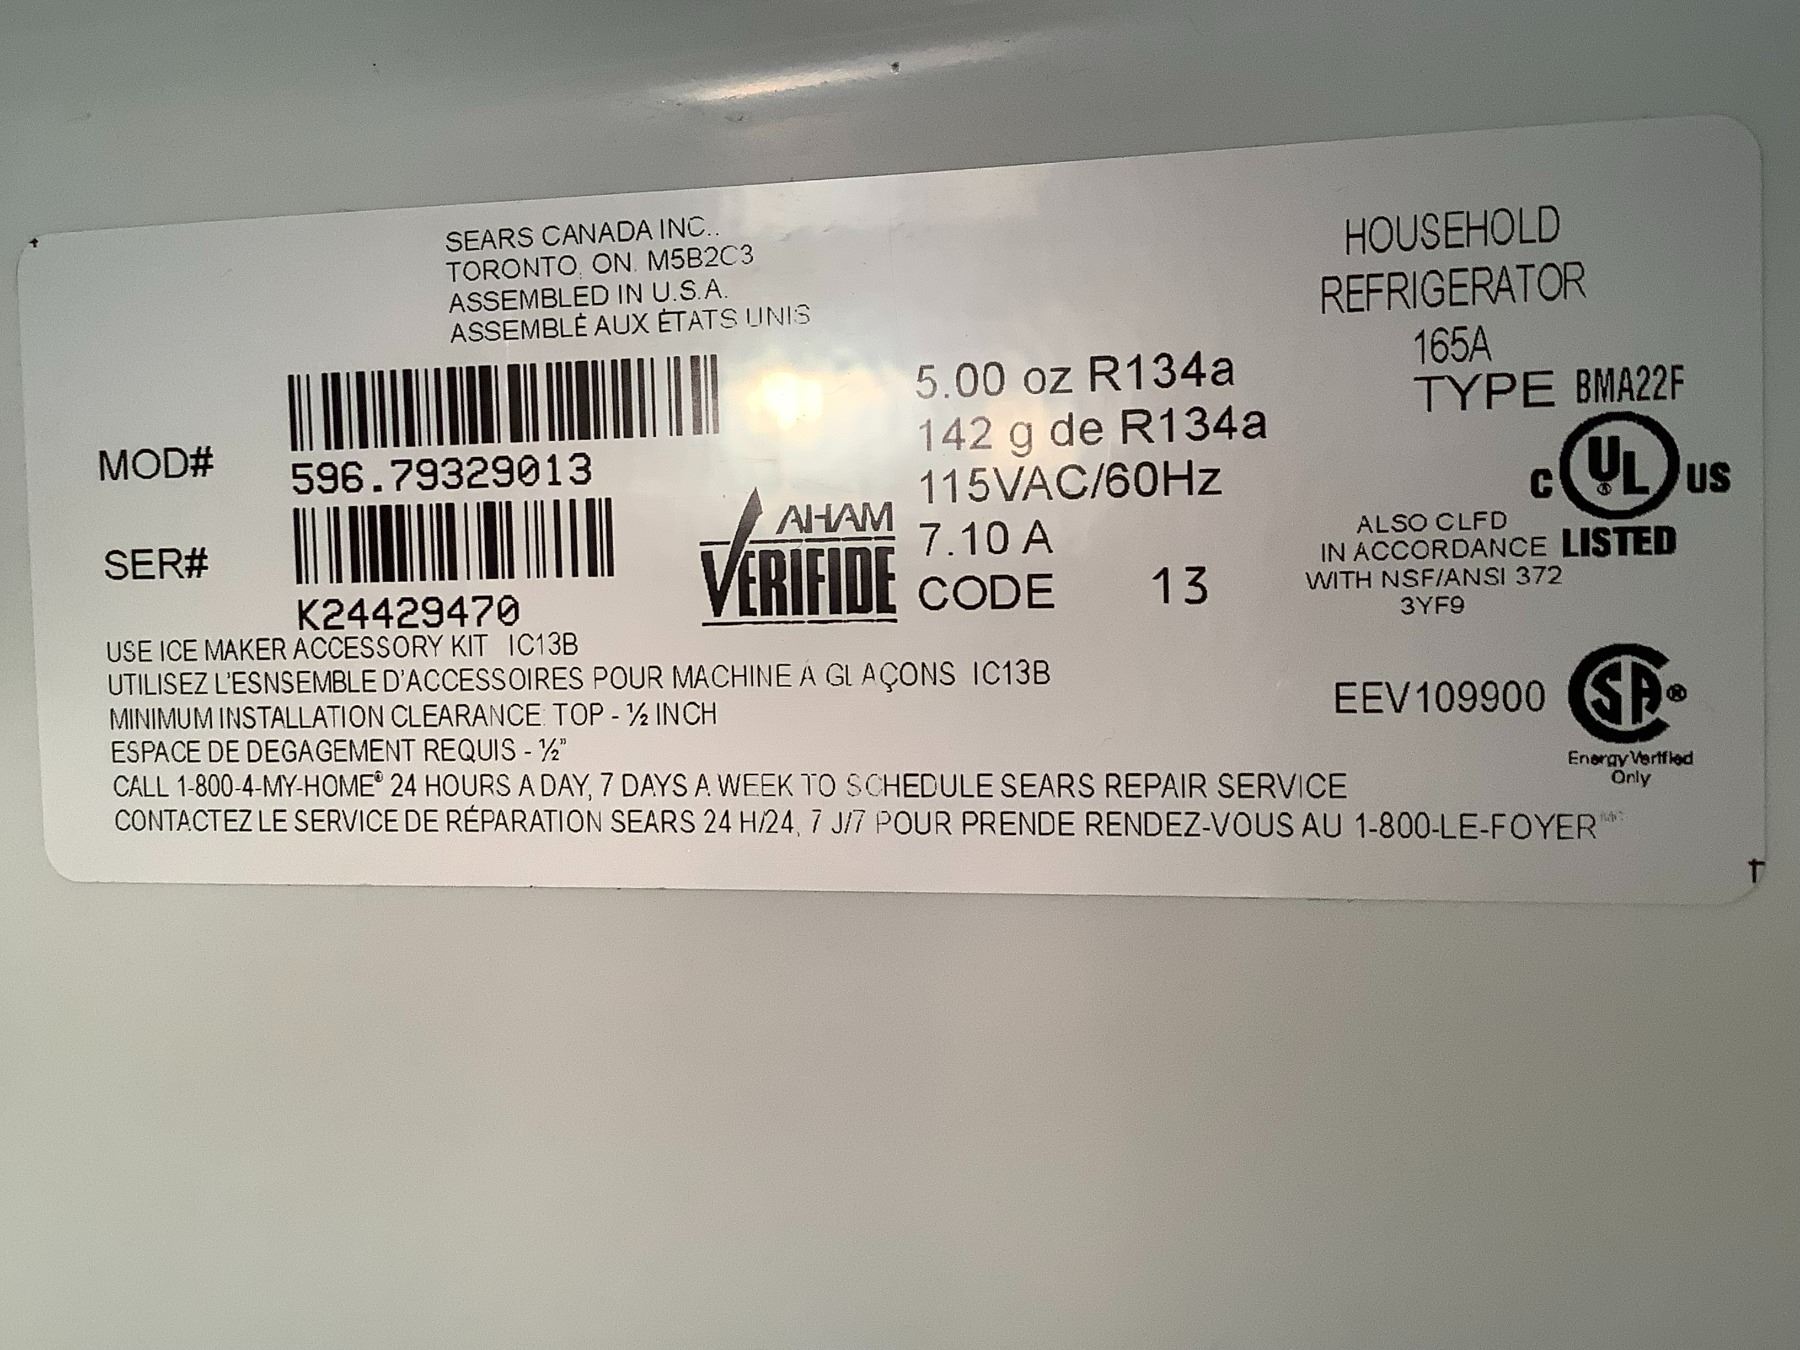 SEARS CANADA INC..
TORONTO, ON. M5B2C3
ASSEMBLED IN U.S.A.
ASSEMBLÉ AUX ÉTATS UNIS
MOD#
596.79329013
SER#
K24429470
AHAM
VERIFIDE
5.00 oz R134a
142 g de R134a
115VAC/60Hz
7.10 A
CODE 13
HOUSEHOLD
REFRIGERATOR
165A
TYPE BMA22F
C UL US
LISTED
ALSO CLFD
IN ACCORDANCE
WITH NSF/ANSI 372
3YF9
EEV109900
SA®
Energy Verified
Only
USE ICE MAKER ACCESSORY KIT IC13B
UTILISEZ L'ESNSEMBLE D'ACCESSOIRES POUR MACHINE À GLAÇONS IC13B
MINIMUM INSTALLATION CLEARANCE: TOP - ½ INCH
ESPACE DE DEGAGEMENT REQUIS - ½"
CALL 1-800-4-MY-HOME® 24 HOURS A DAY, 7 DAYS A WEEK TO SCHEDULE SEARS REPAIR SERVICE
CONTACTEZ LE SERVICE DE RÉPARATION SEARS 24 H/24, 7 J/7 POUR PRENDE RENDEZ-VOUS AU 1-800-LE-FOYER MC